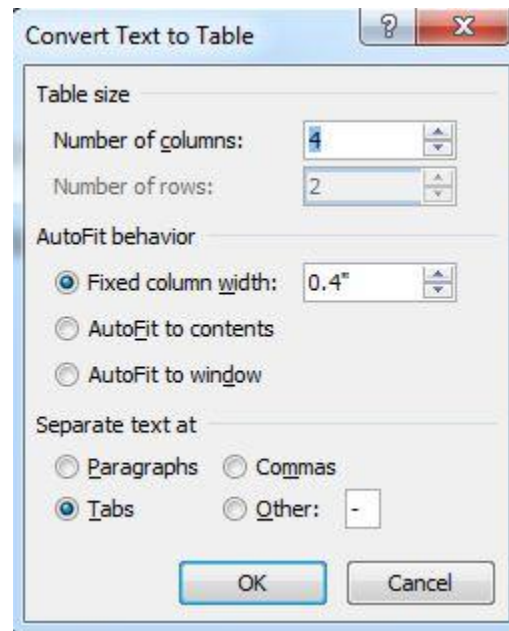 Convert Text to Table
Table size
Number of columns: 4
Number of rows: 2
AutoFit behavior
Fixed column width: 0.4"
AutoFit to contents
AutoFit to window
Separate text at
Paragraphs Commas
Tabs Other: -
OK Cancel